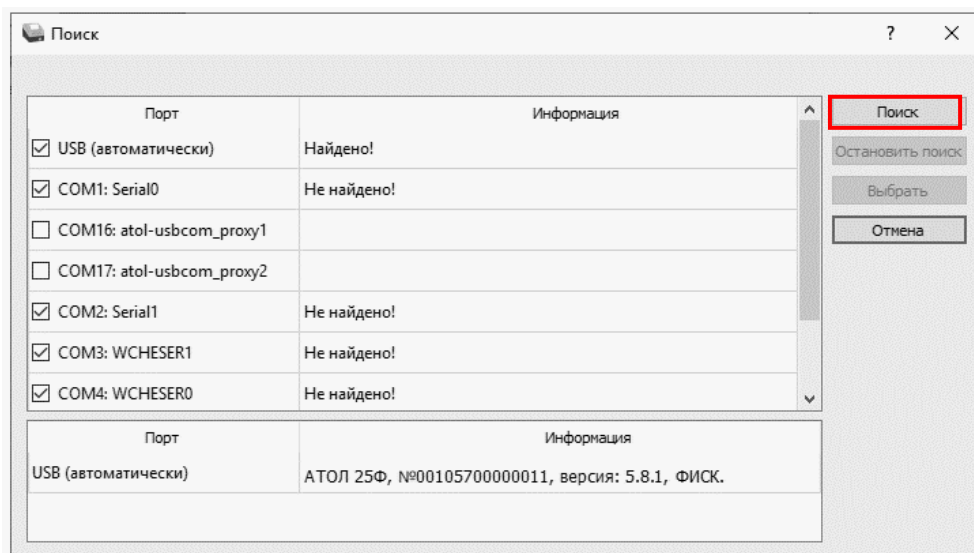 Поиск
?
Порт Информация
Поиск
USB (автоматически) Найдено!
Остановить поиск
COM1: Serial0 Не найдено!
Выбрать
COM16: atol-usbcom_proxy1
Отмена
COM17: atol-usbcom_proxy2
COM2: Serial1 Не найдено!
COM3: WCHESER1 Не найдено!
COM4: WCHESER0 Не найдено!
Порт Информация
USB (автоматически) АТОЛ 25Ф, №00105700000011, версия: 5.8.1, ФИСК.